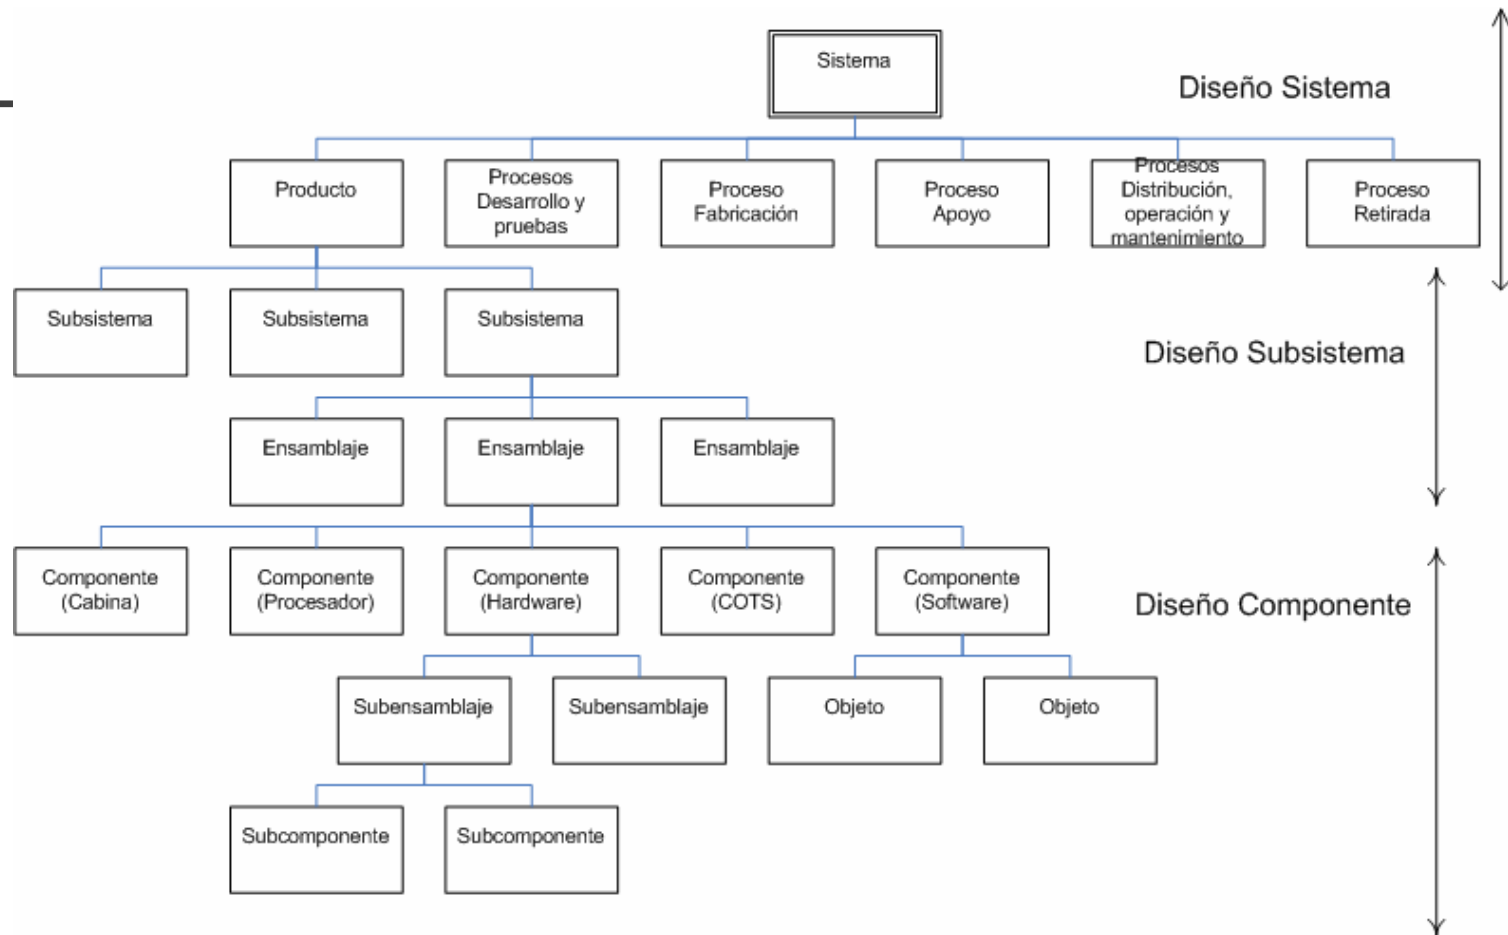 Sistema
Diseño Sistema
Producto
Procesos
Desarrollo y
pruebas
Proceso
Fabricación
Proceso
Apoyo
Procesos
Distribución,
operación y
mantenimiento
Proceso
Retirada
Subsistema
Subsistema
Subsistema
Diseño Subsistema
Ensamblaje
Ensamblaje
Ensamblaje
Componente
(Cabina)
Componente
(Procesador)
Componente
(Hardware)
Componente
(COTS)
Componente
(Software)
Diseño Componente
Subensamblaje
Subensamblaje
Objeto
Objeto
Subcomponente
Subcomponente